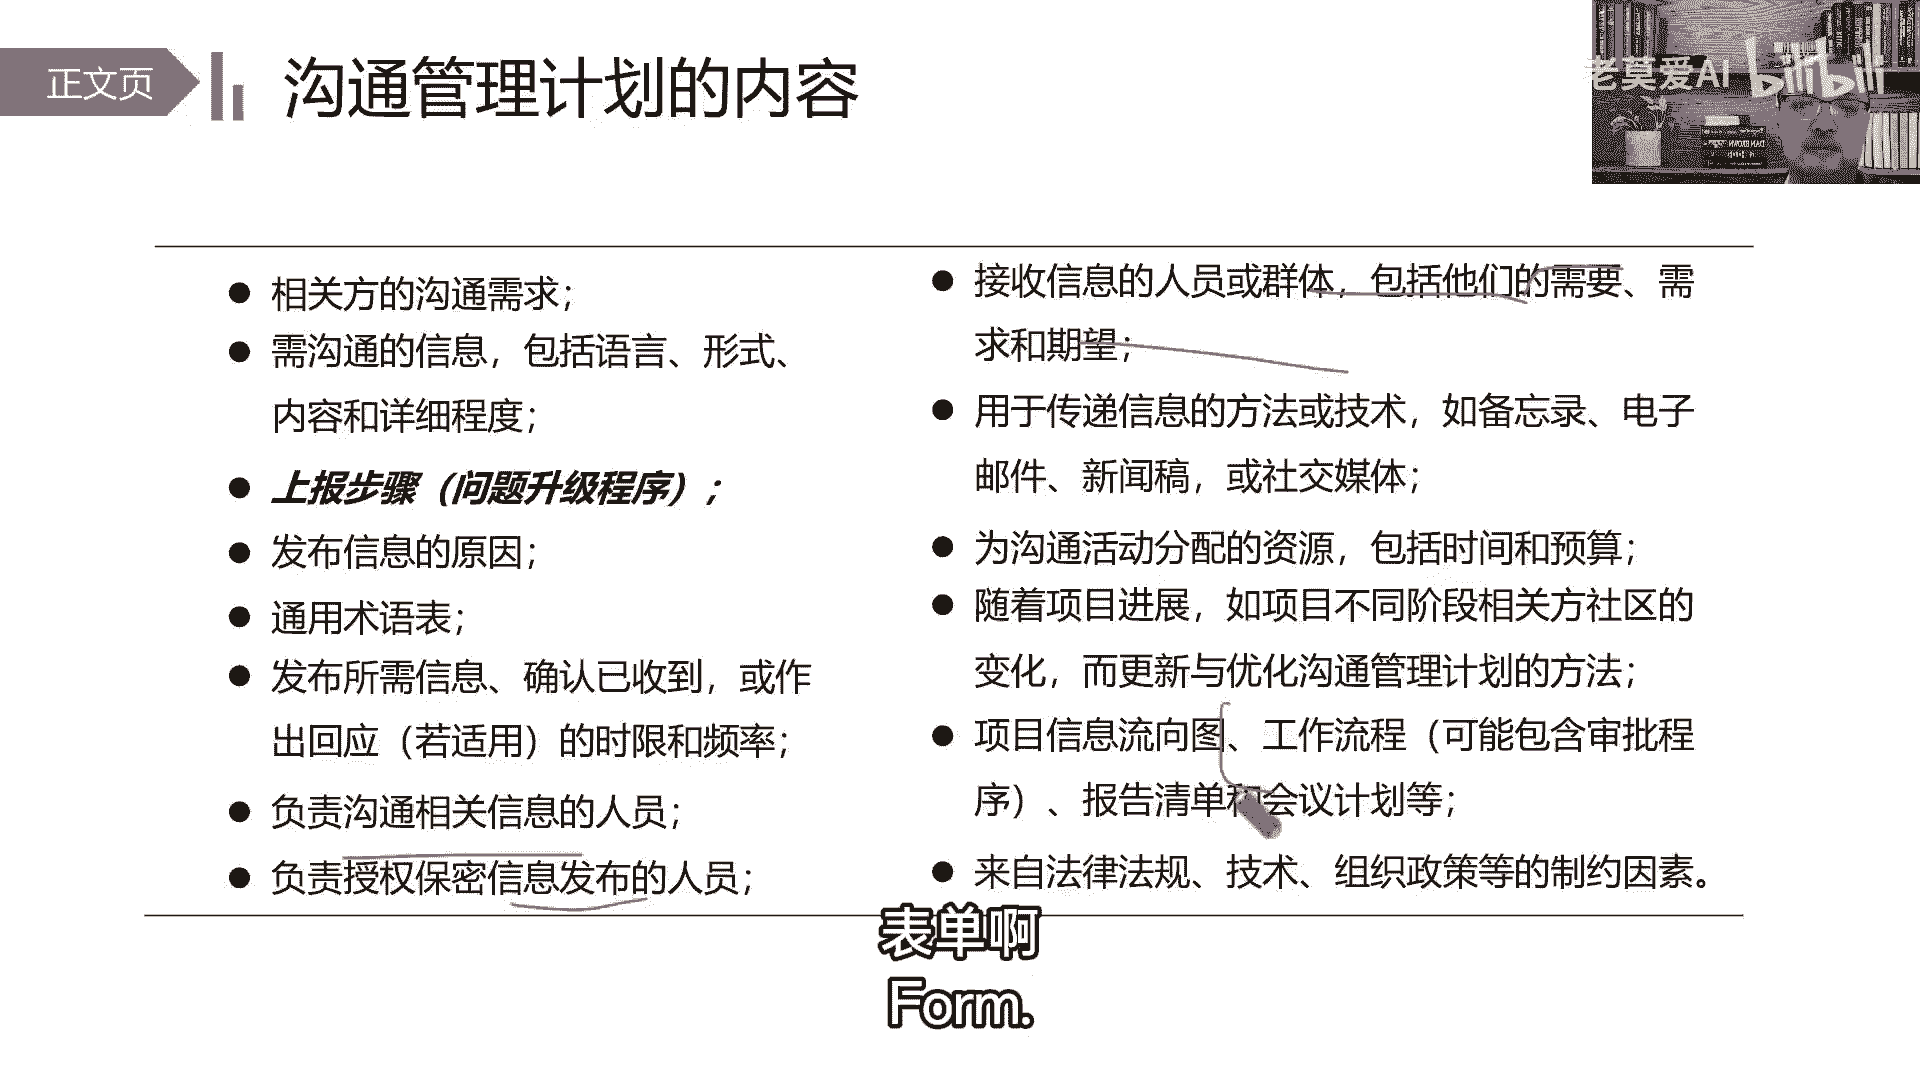 正文页
沟通管理计划的内容
老莫爱AI bilibili
相关方的沟通需求；
需沟通的信息，包括语言、形式、
内容和详细程度；
上报步骤（问题升级程序）；
发布信息的原因；
通用术语表；
发布所需信息、确认已收到，或作
出回应（若适用）的时限和频率；
负责沟通相关信息的人员；
负责授权保密信息发布的人员；
接收信息的人员或群体，包括他们的需要、需
求和期望；
用于传递信息的方法或技术，如备忘录、电子
邮件、新闻稿，或社交媒体；
为沟通活动分配的资源，包括时间和预算；
随着项目进展，如项目不同阶段相关方社区的
变化，而更新与优化沟通管理计划的方法；
项目信息流向图、工作流程（可能包含审批程
序）、报告清单和会议计划等；
来自法律法规、技术、组织政策等的制约因素。
表单啊
Form.